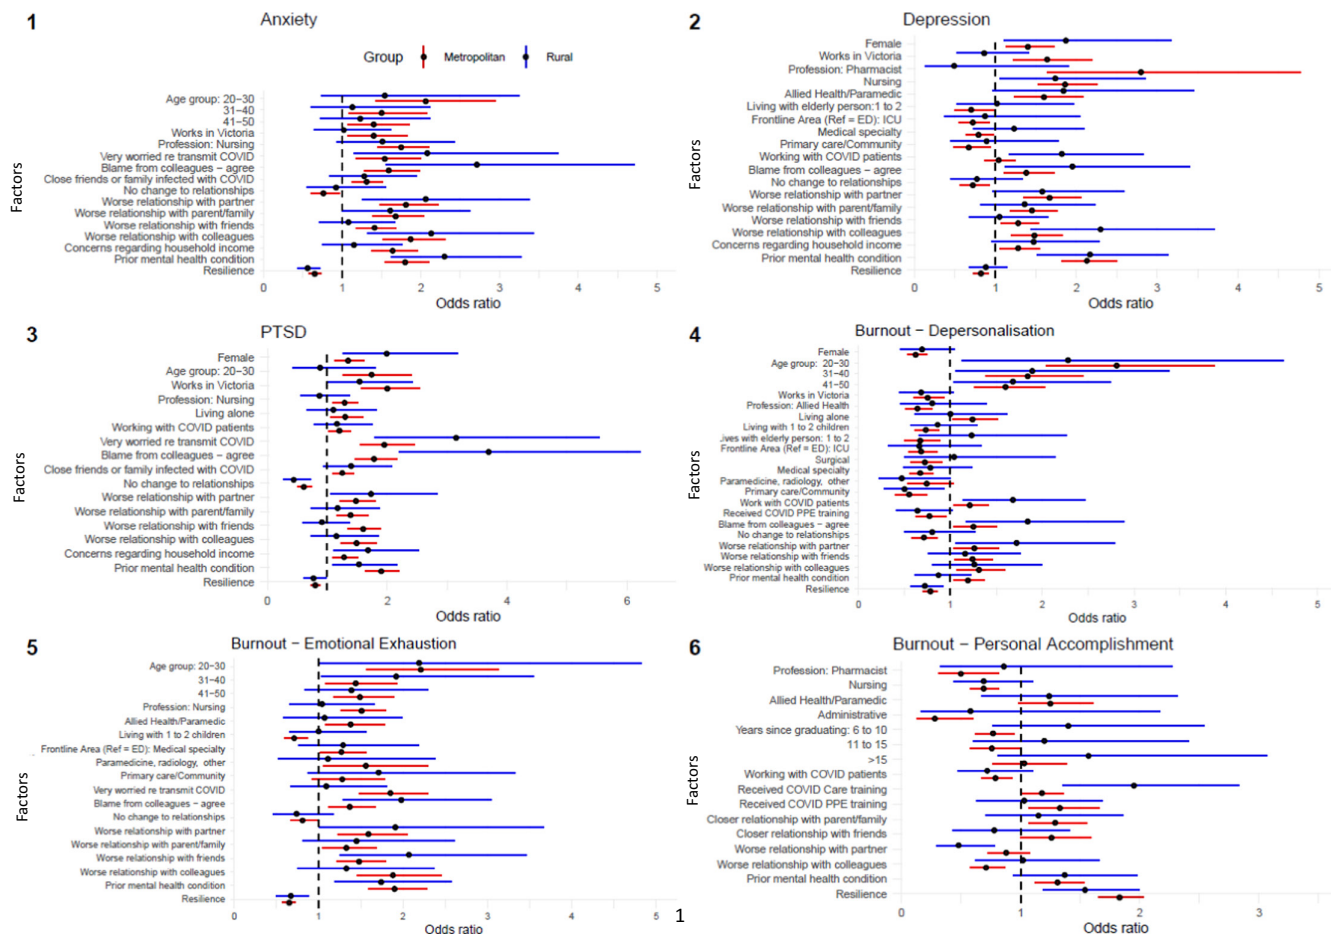 1
Anxiety
Group Metropolitan Rural
Factors
Age group: 20−30
31−40
41−50
Works in Victoria
Profession: Nursing
Very worried re transmit COVID
Blame from colleagues − agree
Close friends or family infected with COVID
No change to relationships
Worse relationship with partner
Worse relationship with parent/family
Worse relationship with friends
Worse relationship with colleagues
Concerns regarding household income
Prior mental health condition
Resilience
0 1 2 3 4 5
Odds ratio
2
Depression
Factors
Female
Works in Victoria
Profession: Pharmacist
Nursing
Allied Health/Paramedic
Living with elderly person:1 to 2
Frontline Area (Ref = ED): ICU
Medical specialty
Primary care/Community
Working with COVID patients
Blame from colleagues − agree
No change to relationships
Worse relationship with partner
Worse relationship with parent/family
Worse relationship with friends
Worse relationship with colleagues
Concerns regarding household income
Prior mental health condition
Resilience
0 1 2 3 4 5
Odds ratio
3
PTSD
Factors
Female
Age group: 20−30
Works in Victoria
Profession: Nursing
Living alone
Working with COVID patients
Very worried re transmit COVID
Blame from colleagues − agree
Close friends or family infected with COVID
No change to relationships
Worse relationship with partner
Worse relationship with parent/family
Worse relationship with friends
Worse relationship with colleagues
Concerns regarding household income
Prior mental health condition
Resilience
0 2 4 6
Odds ratio
4
Burnout − Depersonalisation
Factors
Female
Age group: 20−30
31−40
41−50
Works in Victoria
Profession: Allied Health
Living alone
Living with 1 to 2 children
ives with elderly person: 1 to 2
Frontline Area (Ref = ED): ICU
Surgical
Medical specialty
Paramedicine, radiology, other
Primary care/Community
Work with COVID patients
Received COVID PPE training
Blame from colleagues − agree
No change to relationships
Worse relationship with partner
Worse relationship with friends
Worse relationship with colleagues
Prior mental health condition
Resilience
0 1 2 3 4 5
Odds ratio
5
Burnout − Emotional Exhaustion
Factors
Age group: 20−30
31−40
41−50
Profession: Nursing
Allied Health/Paramedic
Living with 1 to 2 children
Frontline Area (Ref = ED): Medical specialty
Paramedicine, radiology, other
Primary care/Community
Very worried re transmit COVID
Blame from colleagues − agree
No change to relationships
Worse relationship with partner
Worse relationship with parent/family
Worse relationship with friends
Worse relationship with colleagues
Prior mental health condition
Resilience
0 1 2 3 4 5
Odds ratio
1
6
Burnout − Personal Accomplishment
Factors
Profession: Pharmacist
Nursing
Allied Health/Paramedic
Administrative
Years since graduating: 6 to 10
11 to 15
>15
Working with COVID patients
Received COVID Care training
Received COVID PPE training
Closer relationship with parent/family
Closer relationship with friends
Worse relationship with partner
Worse relationship with colleagues
Prior mental health condition
Resilience
0 1 2 3
Odds ratio